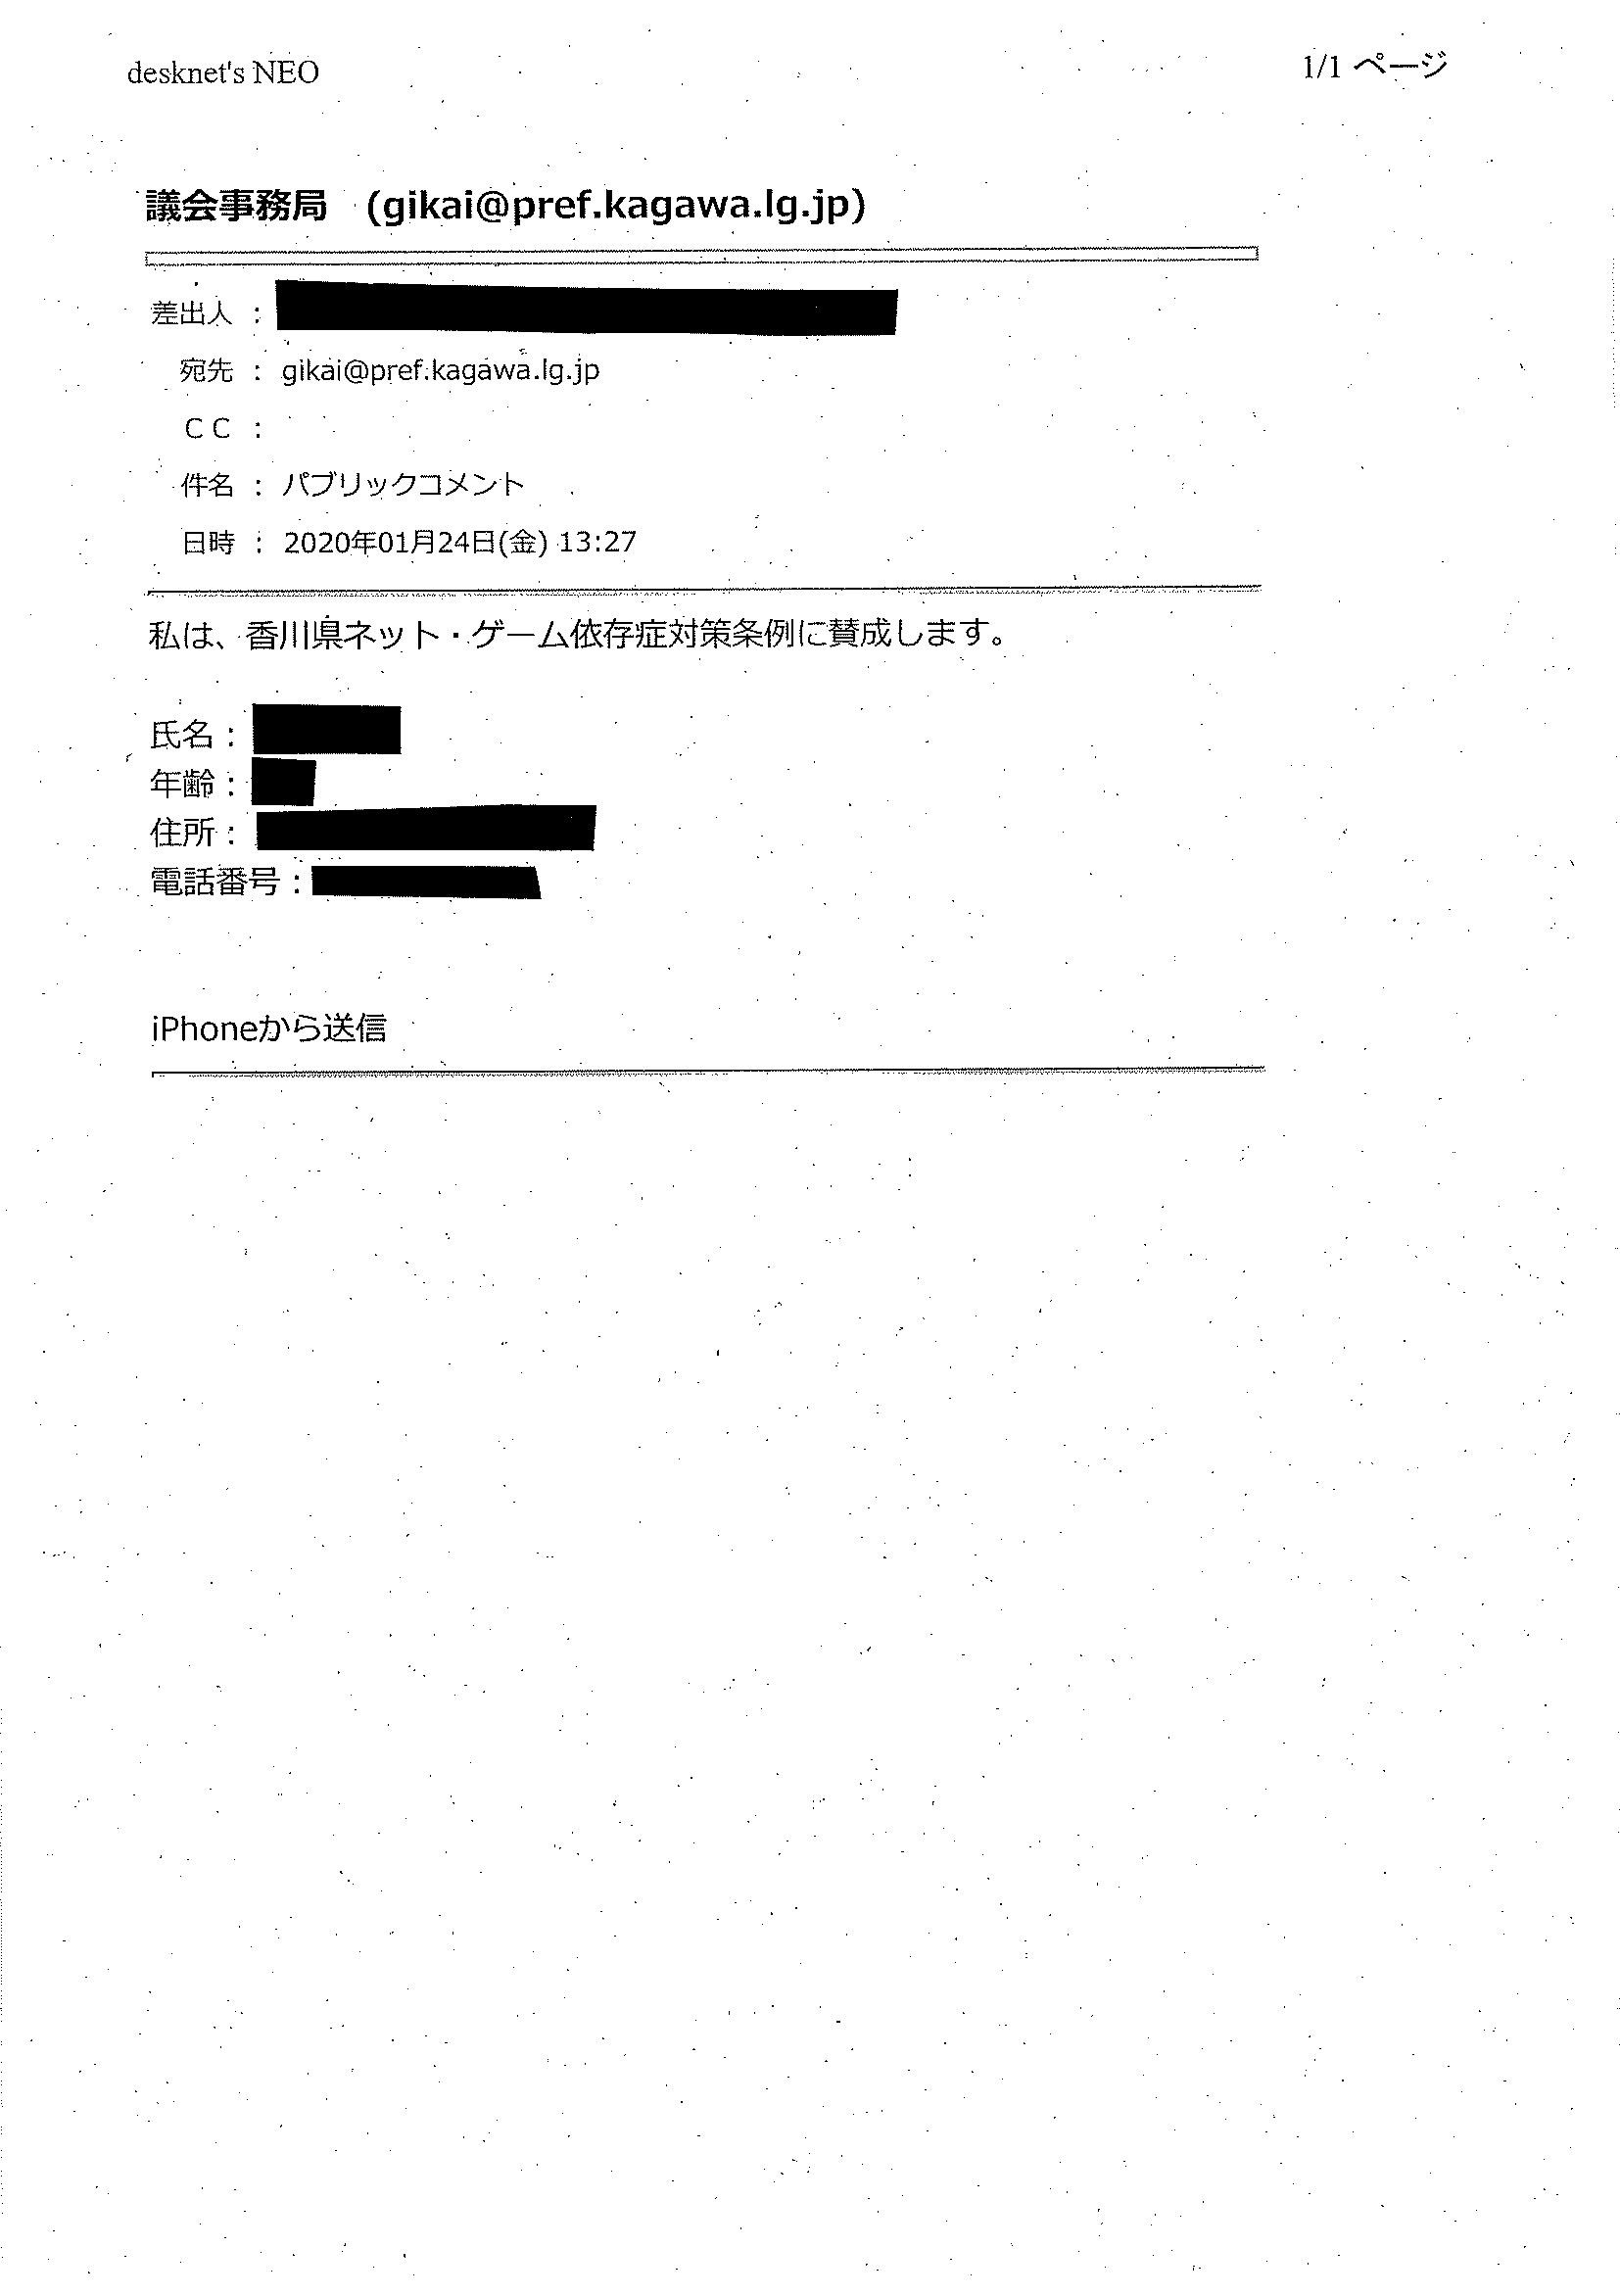 desknet's NEO
1/1 ページ
議会事務局　(gikai@pref.kagawa.lg.jp)
差出人 :
宛先 : gikai@pref.kagawa.lg.jp
ＣＣ :
件名 : パブリックコメント
日時 : 2020年01月24日(金) 13:27
私は、香川県ネット・ゲーム依存症対策条例に賛成します。
氏名：
年齢：
住所：
電話番号：
iPhoneから送信